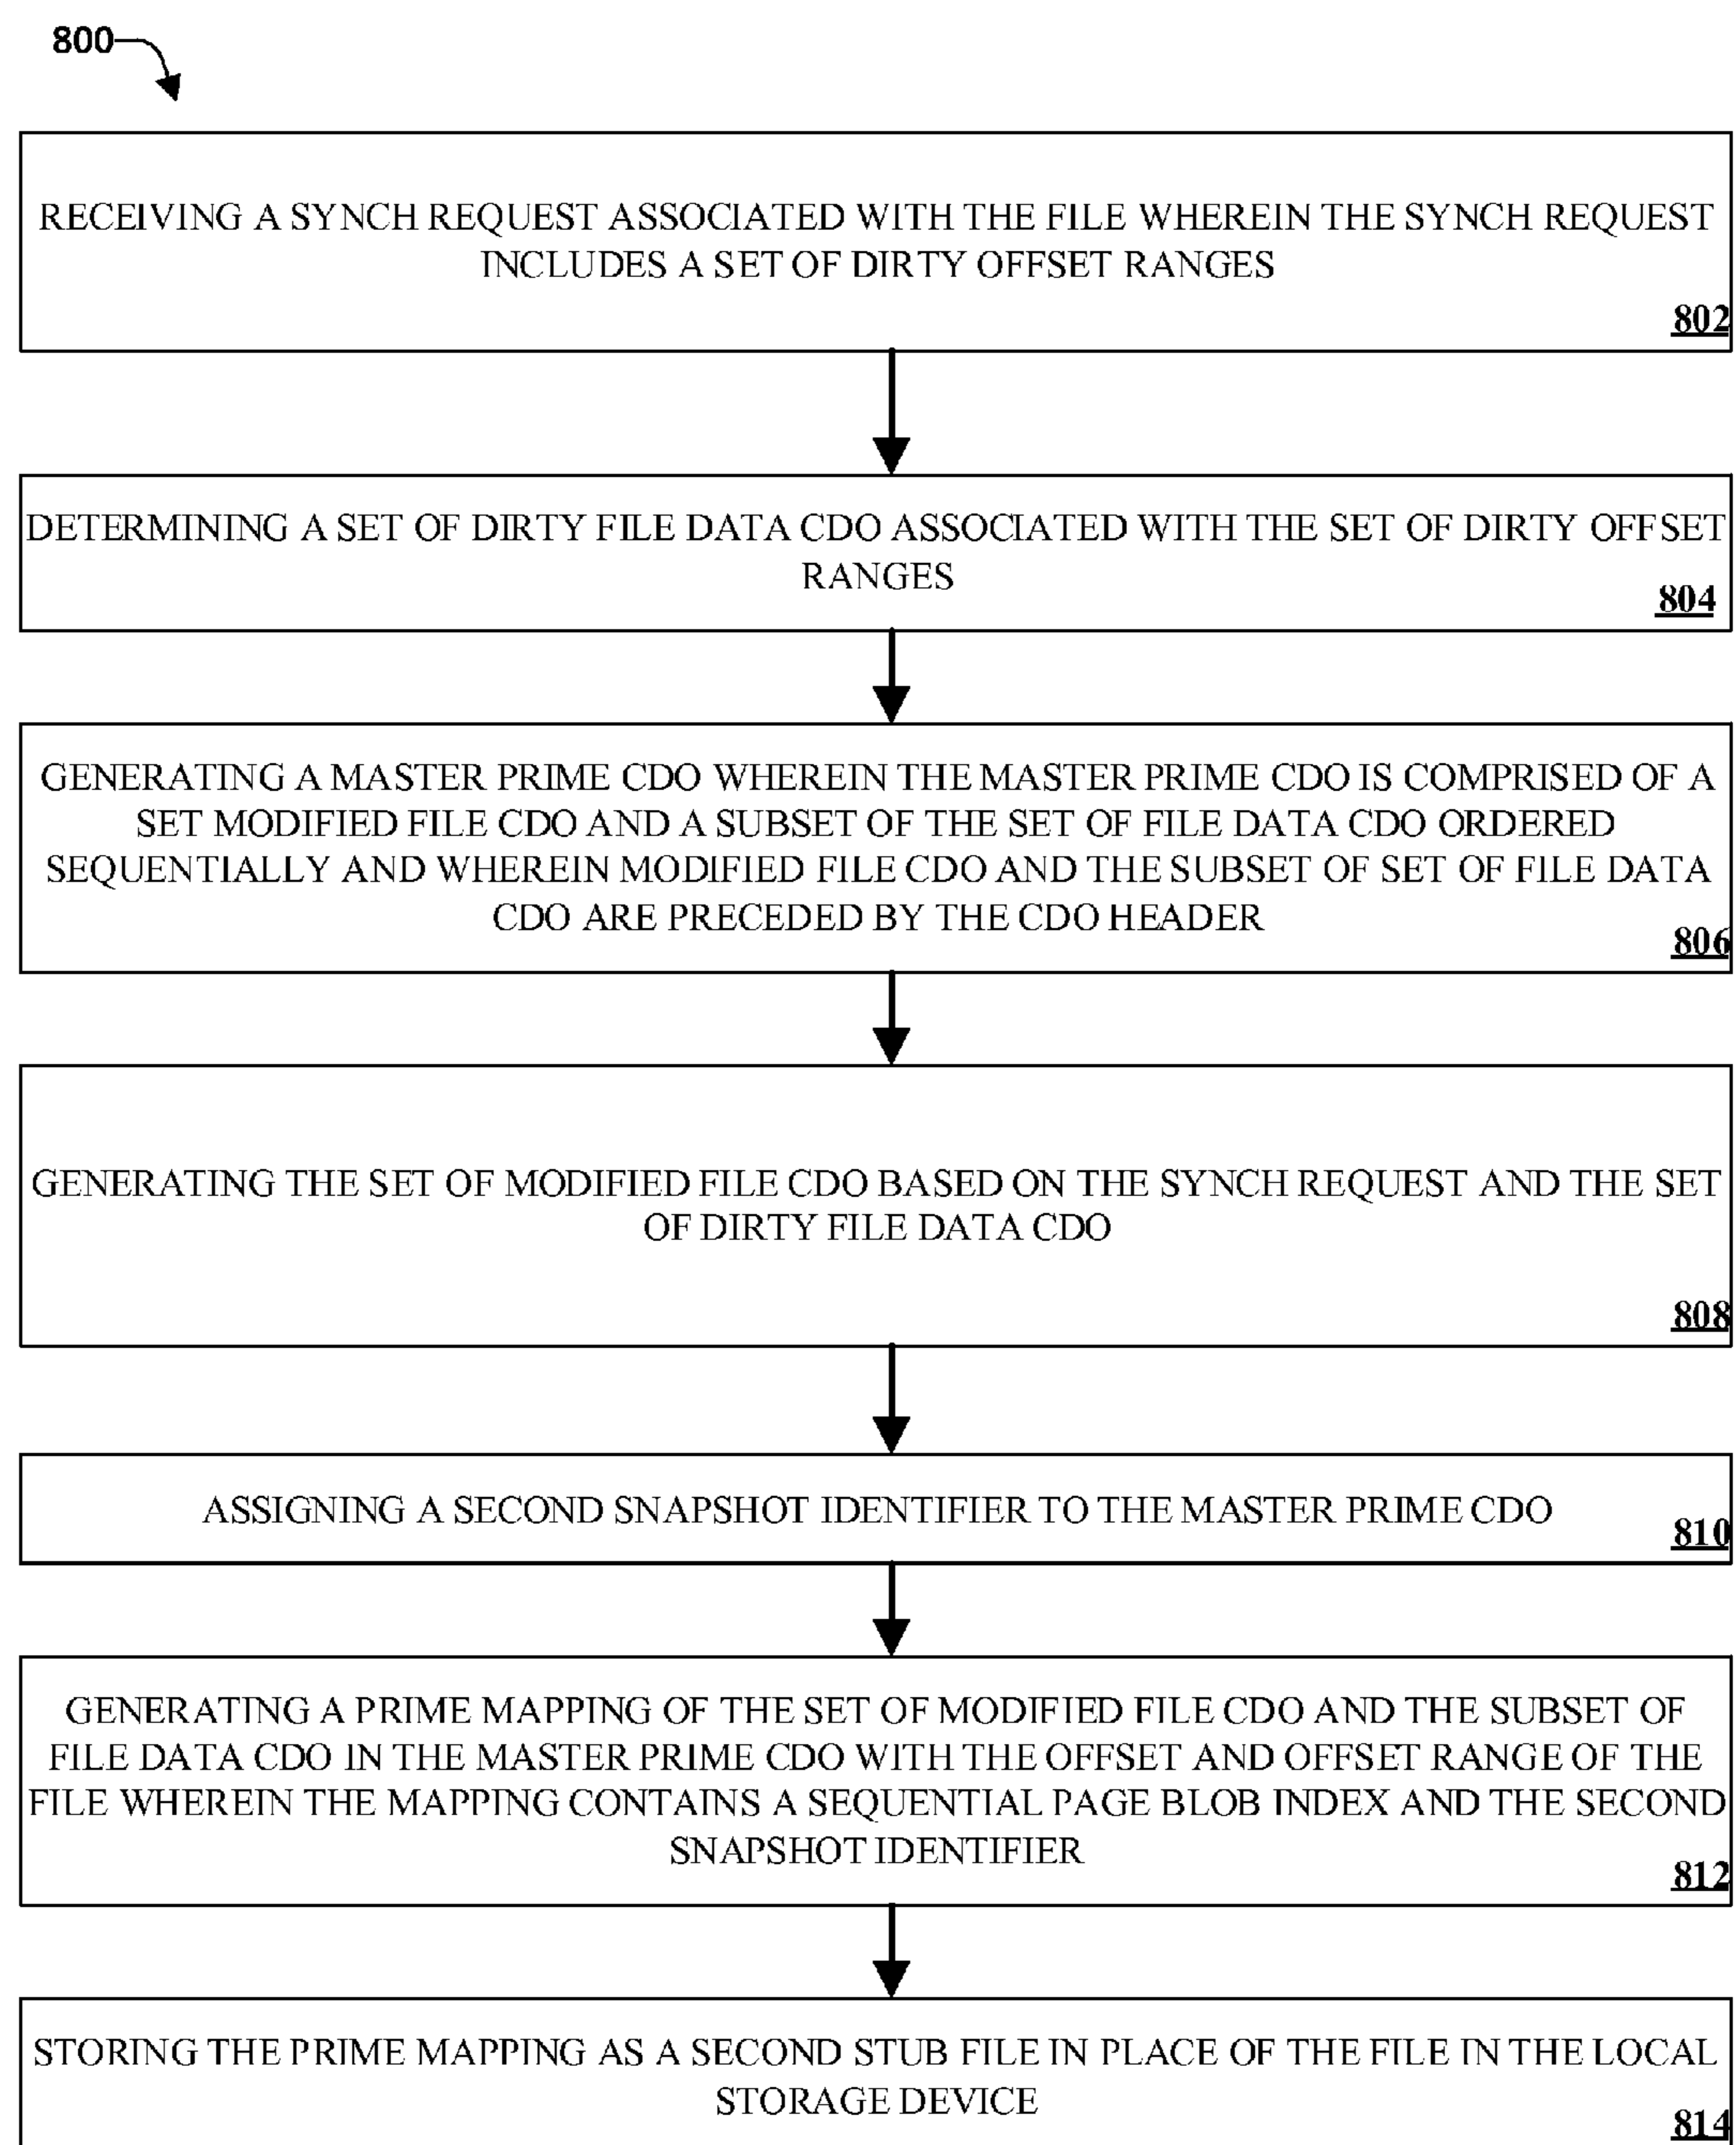 800
RECEIVING A SYNCH REQUEST ASSOCIATED WITH THE FILE WHEREIN THE SYNCH REQUEST
INCLUDES A SET OF DIRTY OFFSET RANGES
802
DETERMINING A SET OF DIRTY FILE DATA CDO ASSOCIATED WITH THE SET OF DIRTY OFFSET
RANGES
804
GENERATING A MASTER PRIME CDO WHEREIN THE MASTER PRIME CDO IS COMPRISED OF A
SET MODIFIED FILE CDO AND A SUBSET OF THE SET OF FILE DATA CDO ORDERED
SEQUENTIALLY AND WHEREIN MODIFIED FILE CDO AND THE SUBSET OF SET OF FILE DATA
CDO ARE PRECEDED BY THE CDO HEADER
806
GENERATING THE SET OF MODIFIED FILE CDO BASED ON THE SYNCH REQUEST AND THE SET
OF DIRTY FILE DATA CDO
808
ASSIGNING A SECOND SNAPSHOT IDENTIFIER TO THE MASTER PRIME CDO
810
GENERATING A PRIME MAPPING OF THE SET OF MODIFIED FILE CDO AND THE SUBSET OF
FILE DATA CDO IN THE MASTER PRIME CDO WITH THE OFFSET AND OFFSET RANGE OF THE
FILE WHEREIN THE MAPPING CONTAINS A SEQUENTIAL PAGE BLOB INDEX AND THE SECOND
SNAPSHOT IDENTIFIER
812
STORING THE PRIME MAPPING AS A SECOND STUB FILE IN PLACE OF THE FILE IN THE LOCAL
STORAGE DEVICE
814